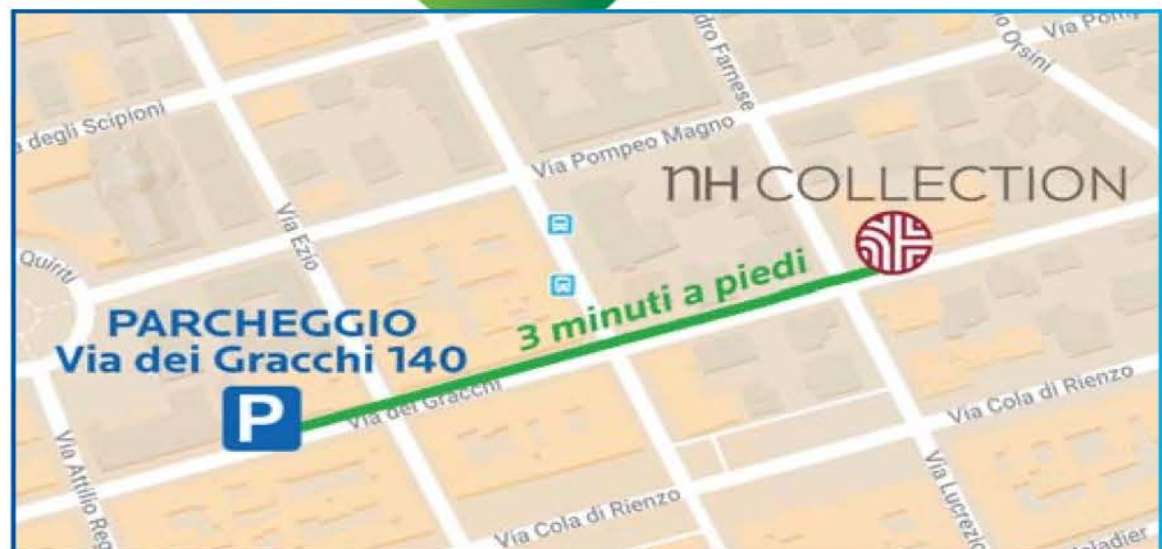 a degli Scipioni
Via Ezio
Quiriti
Via Attilio Reg
PARCHEGGIO
Via dei Gracchi 140
P
Via dei Gracchi
3 minuti a piedi
Via Pompeo Magno
dro Farnese
Orsini
Via Pomp
NH COLLECTION
Via Cola di Rienzo
Via Cola di Rienzo
Via Lucrezio
aladier